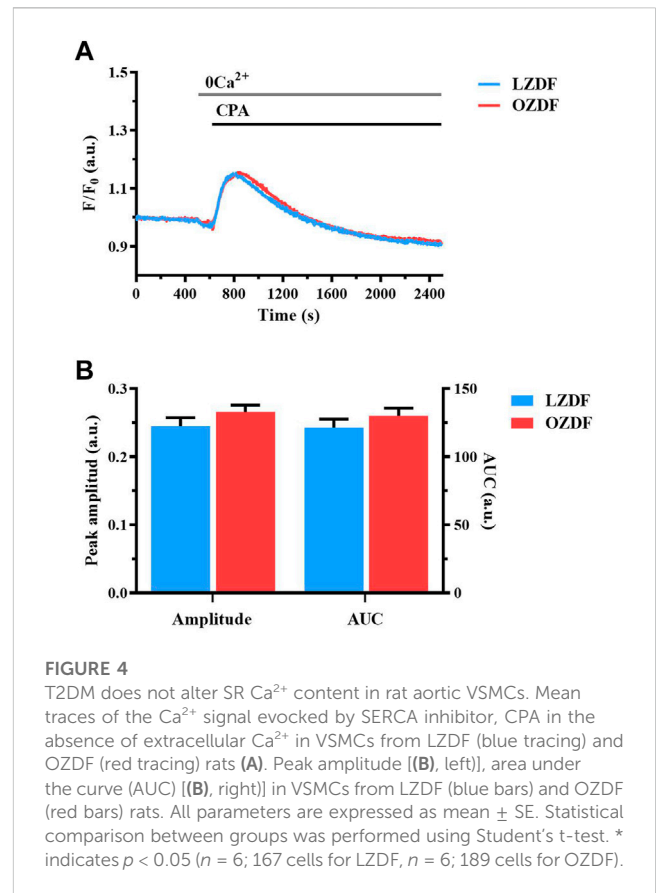 A
1.5
1.3
1.1
0.9
F/F₀ (a.u.)
0Ca²⁺
CPA
LZDF
OZDF
0 400 800 1200 1600 2000 2400
Time (s)
B
0.3
0.2
0.1
0.0
Peak amplitud (a.u.)
150
100
50
0
AUC (a.u.)
LZDF
OZDF
Amplitude AUC
FIGURE 4
T2DM does not alter SR Ca²⁺ content in rat aortic VSMCs. Mean
traces of the Ca²⁺ signal evocked by SERCA inhibitor, CPA in the
absence of extracellular Ca²⁺ in VSMCs from LZDF (blue tracing) and
OZDF (red tracing) rats (A). Peak amplitude [(B), left)], area under
the curve (AUC) [(B), right)] in VSMCs from LZDF (blue bars) and OZDF
(red bars) rats. All parameters are expressed as mean ± SE. Statistical
comparison between groups was performed using Student's t-test. *
indicates p < 0.05 (n = 6; 167 cells for LZDF, n = 6; 189 cells for OZDF).